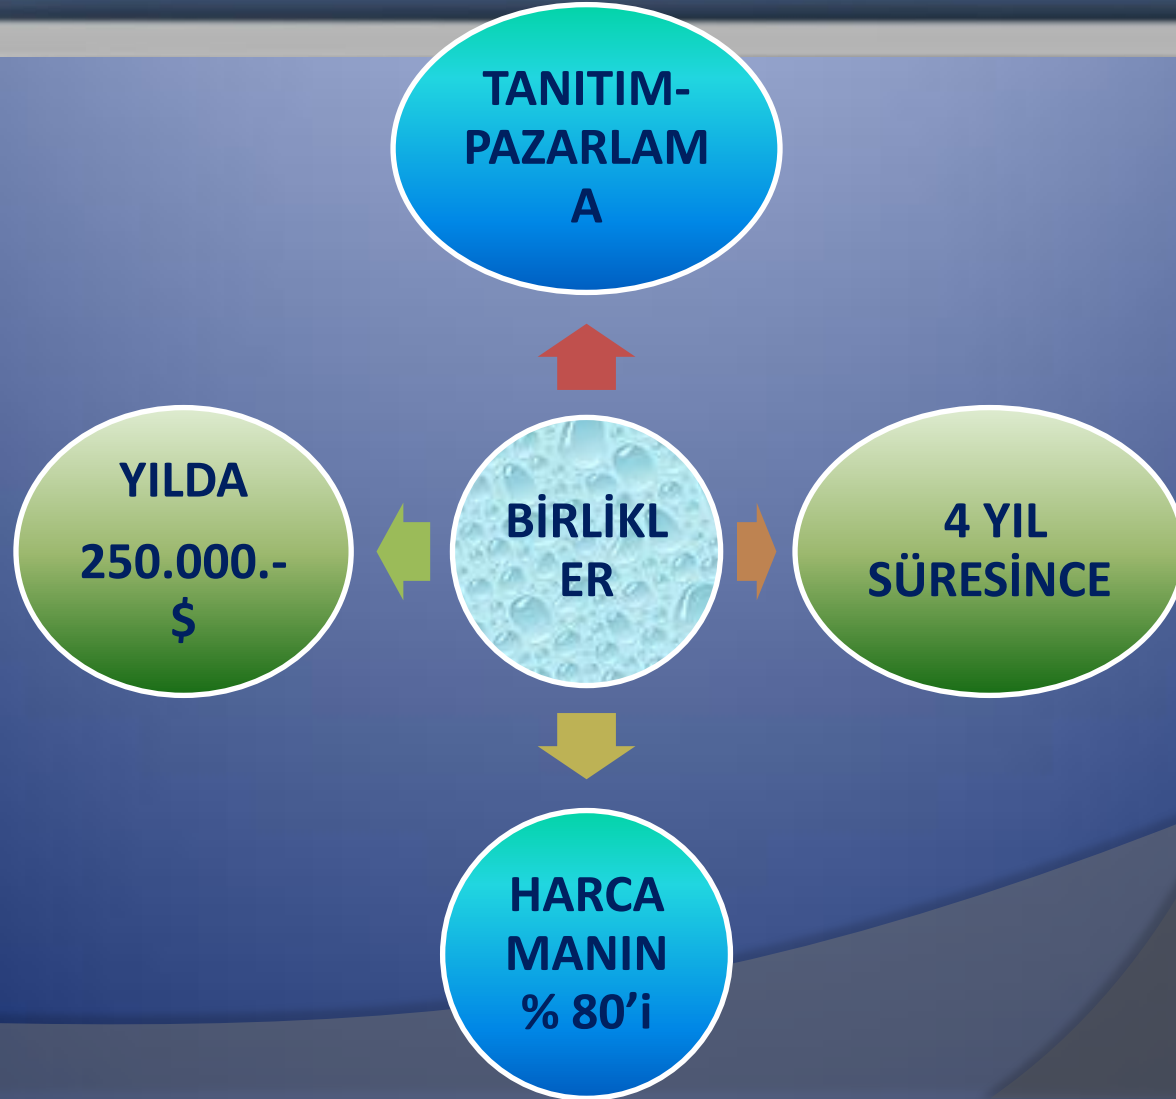 TANITIM-
PAZARLAM
A
YILDA
250.000.-
$
BİRLİKL
ER
4 YIL
SÜRESİNCE
HARCA
MANIN
% 80’i